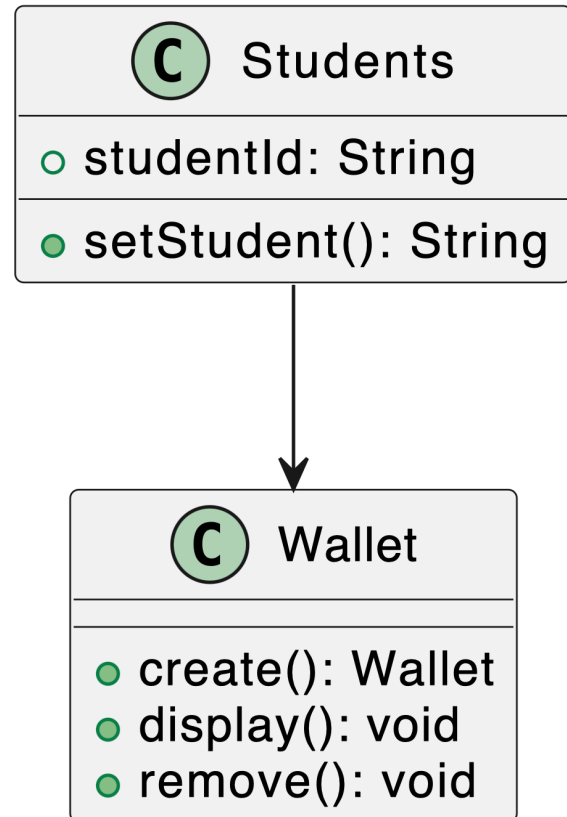 C Students
studentId: String
setStudent(): String
C Wallet
create(): Wallet
display(): void
remove(): void